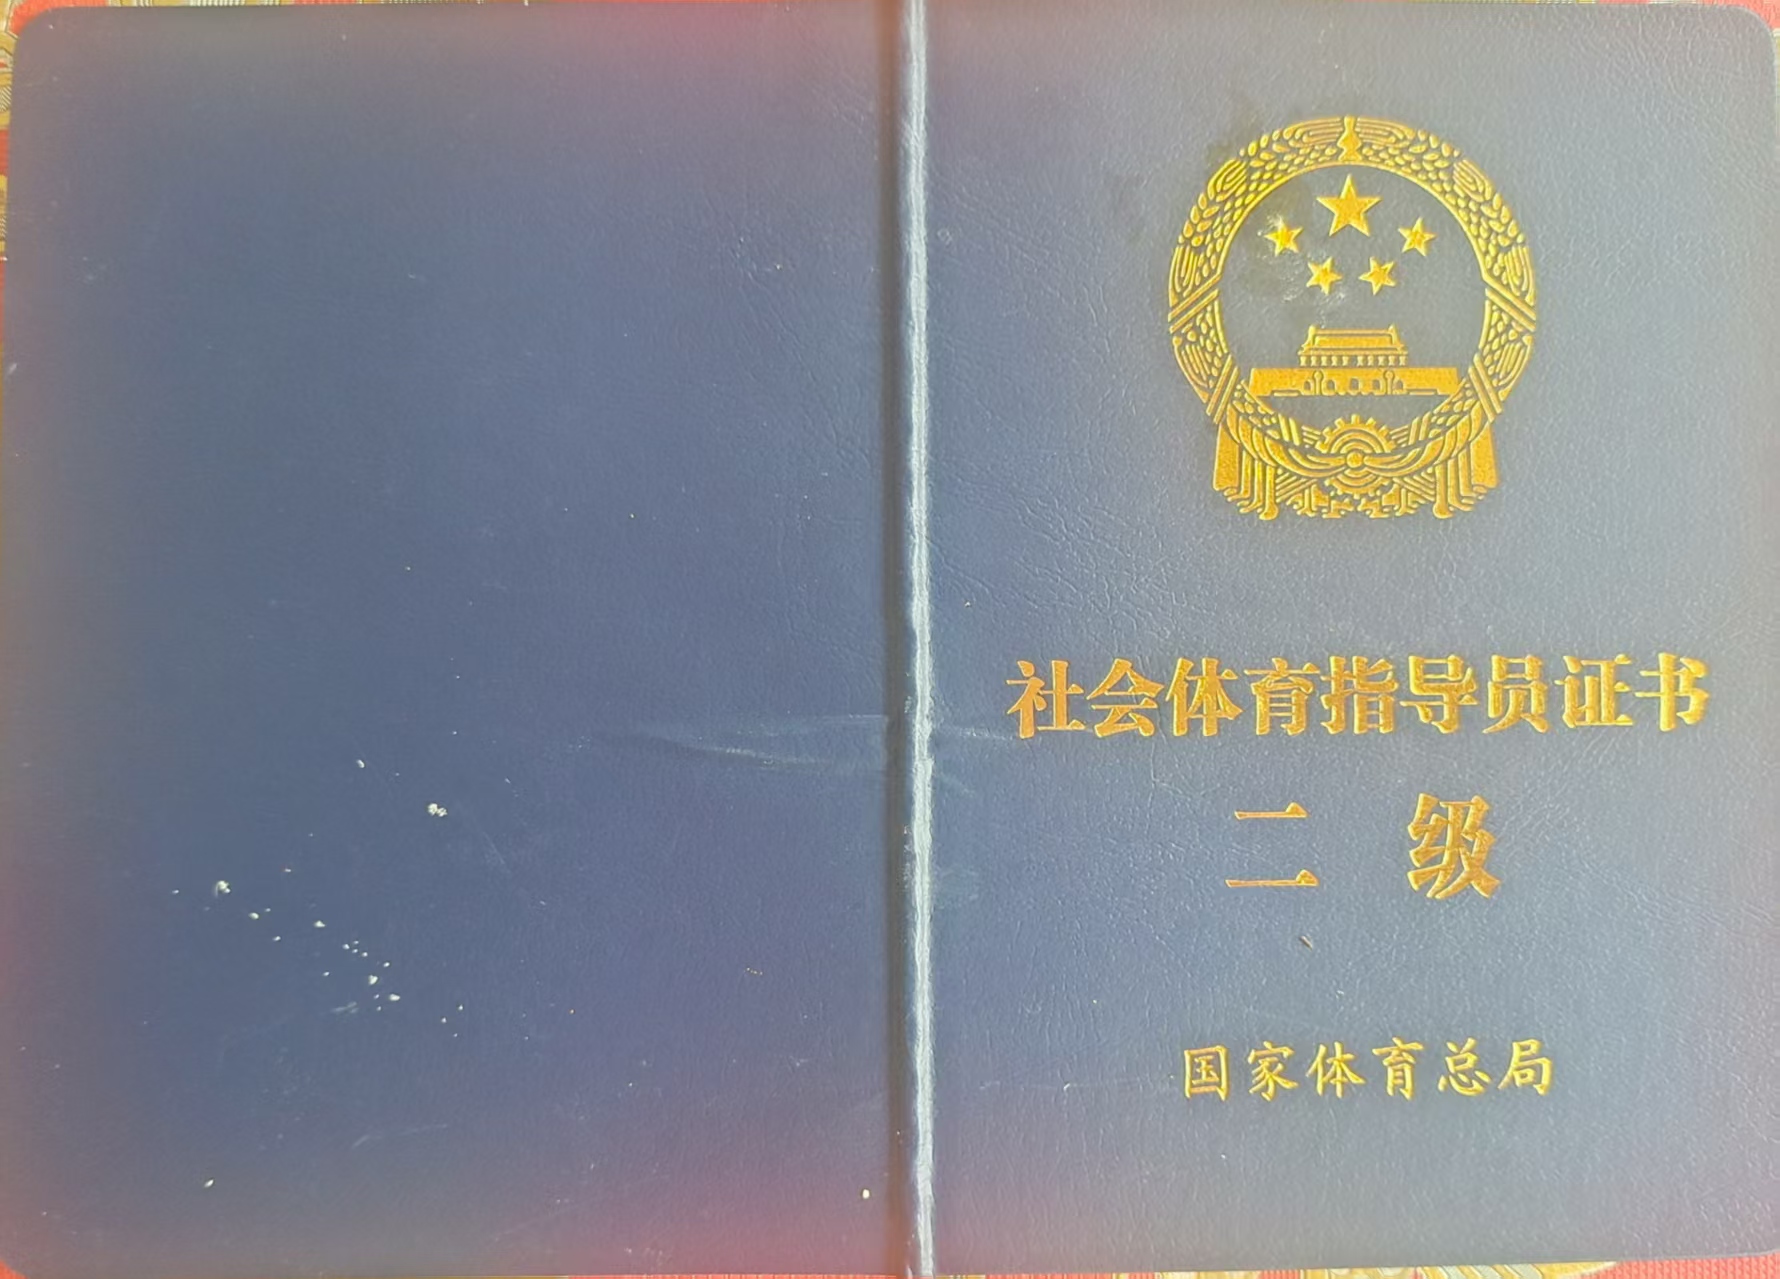 社会体育指导员证书
二级
国家体育总局